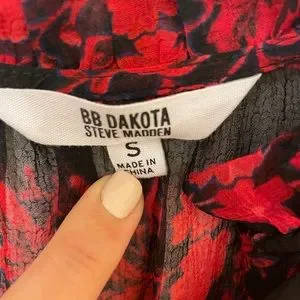 BB DAKOTA
STEVE MADDEN
S
MADE IN
CHINA